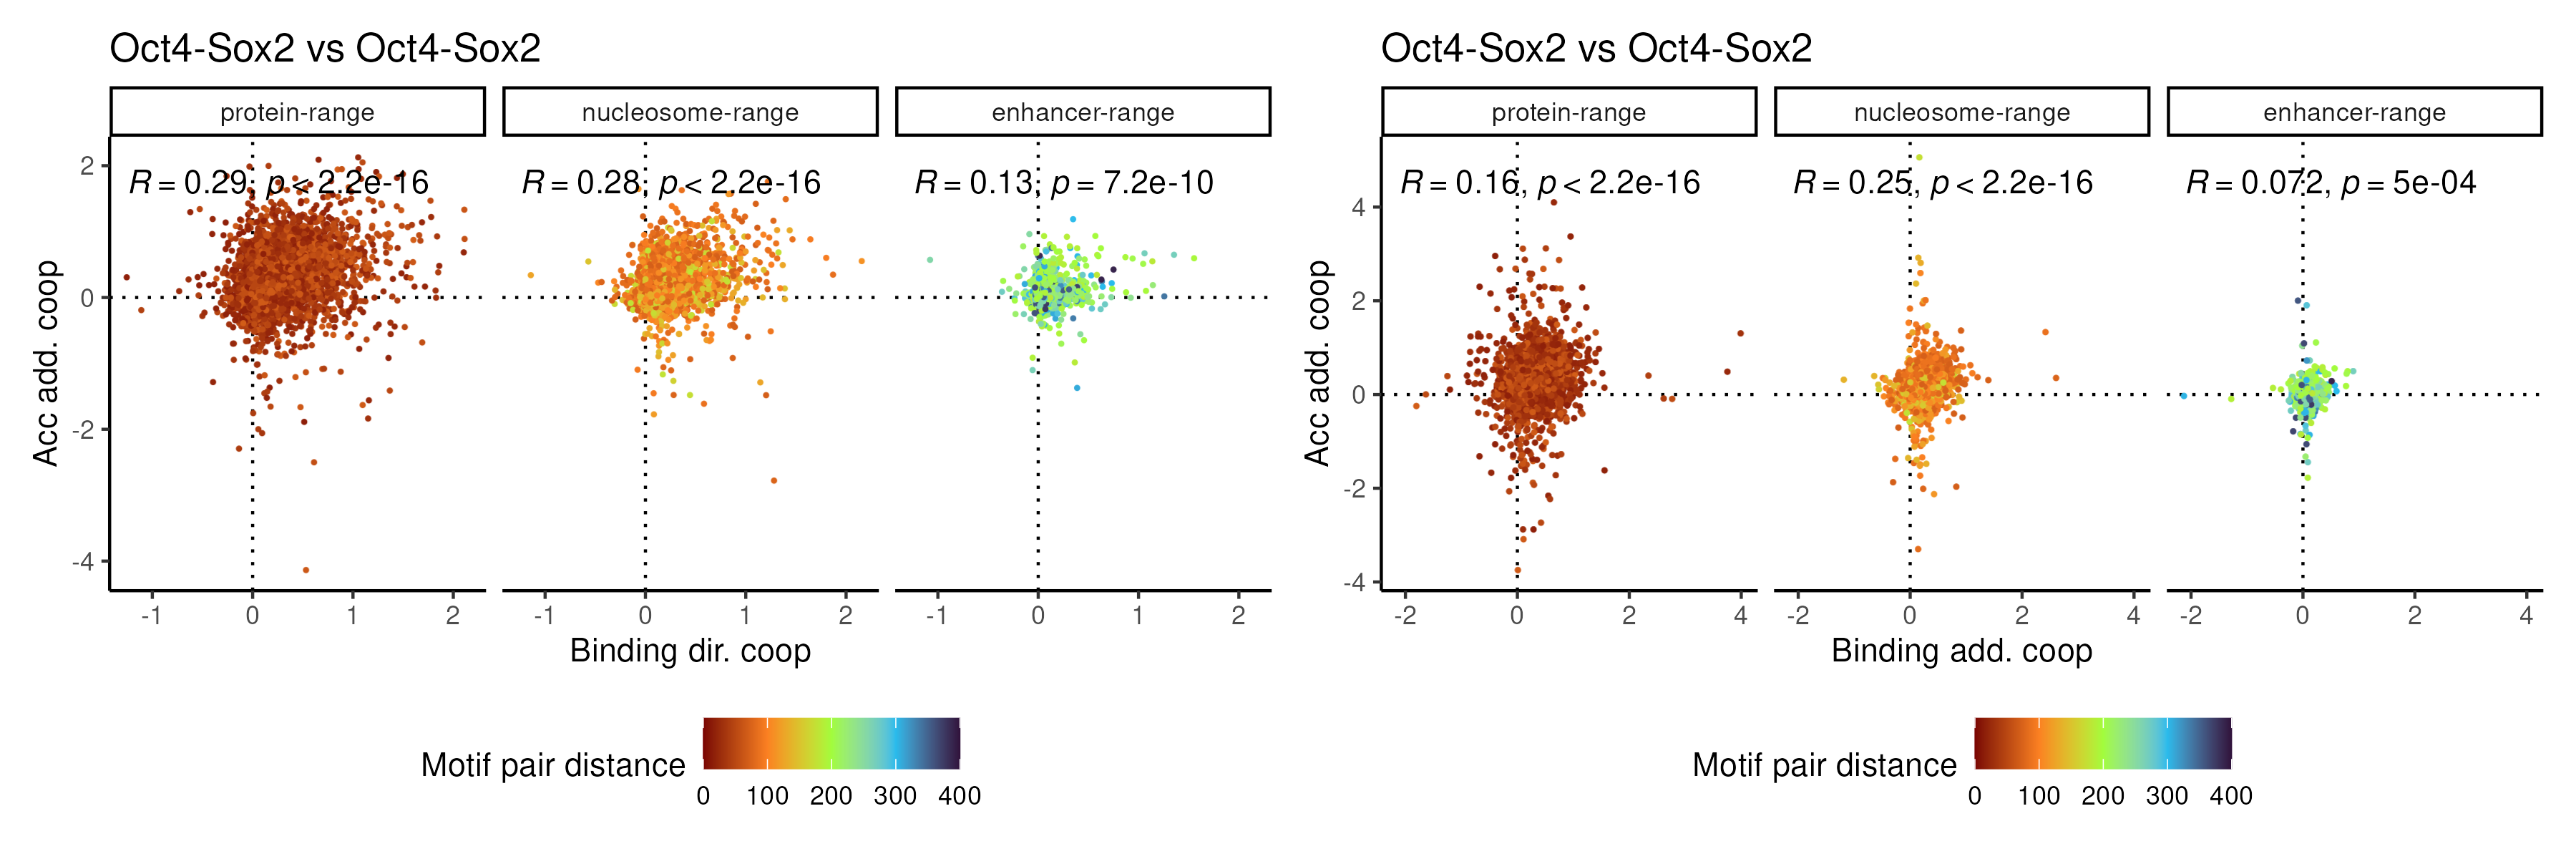 Oct4-Sox2 vs Oct4-Sox2
protein-range nucleosome-range enhancer-range
R = 0.29, p < 2.2e-16 R = 0.28, p < 2.2e-16 R = 0.13, p = 7.2e-10
2
0
-2
-4
Acc add. coop
-1 0 1 2 -1 0 1 2 -1 0 1 2
Binding dir. coop
Motif pair distance
0 100 200 300 400
Oct4-Sox2 vs Oct4-Sox2
protein-range nucleosome-range enhancer-range
R = 0.16, p < 2.2e-16 R = 0.25, p < 2.2e-16 R = 0.072, p = 5e-04
4
2
0
-2
-4
Acc add. coop
-2 0 2 4 -2 0 2 4 -2 0 2 4
Binding add. coop
Motif pair distance
0 100 200 300 400